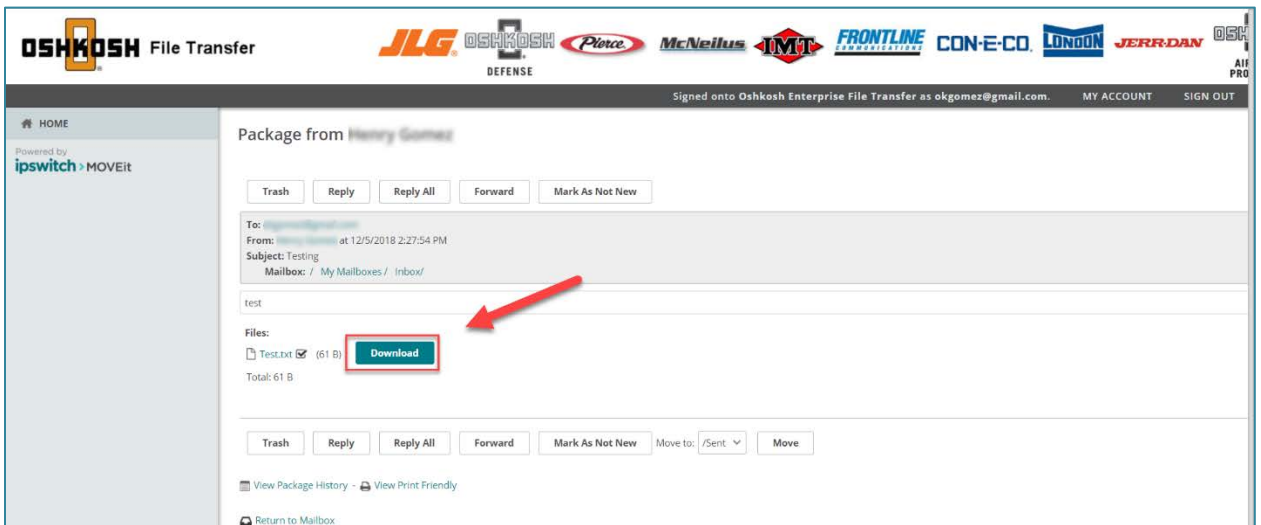 OSHKOSH File Transfer
JLG OSHKOSH DEFENSE Pierce McNeilus IMT FRONTLINE COMMUNICATIONS CON-E-CO. LONDON JERR-DAN
Signed onto Oshkosh Enterprise File Transfer as okgomez@gmail.com. MY ACCOUNT SIGN OUT
HOME
Powered by
ipswitch > MOVEit
Package from
Trash Reply Reply All Forward Mark As Not New
To:
From: at 12/5/2018 2:27:54 PM
Subject: Testing
Mailbox: / My Mailboxes / Inbox/
test
Files:
Test.txt (61 B) Download
Total: 61 B
Trash Reply Reply All Forward Mark As Not New Move to: /Sent Move
View Package History - View Print Friendly
Return to Mailbox